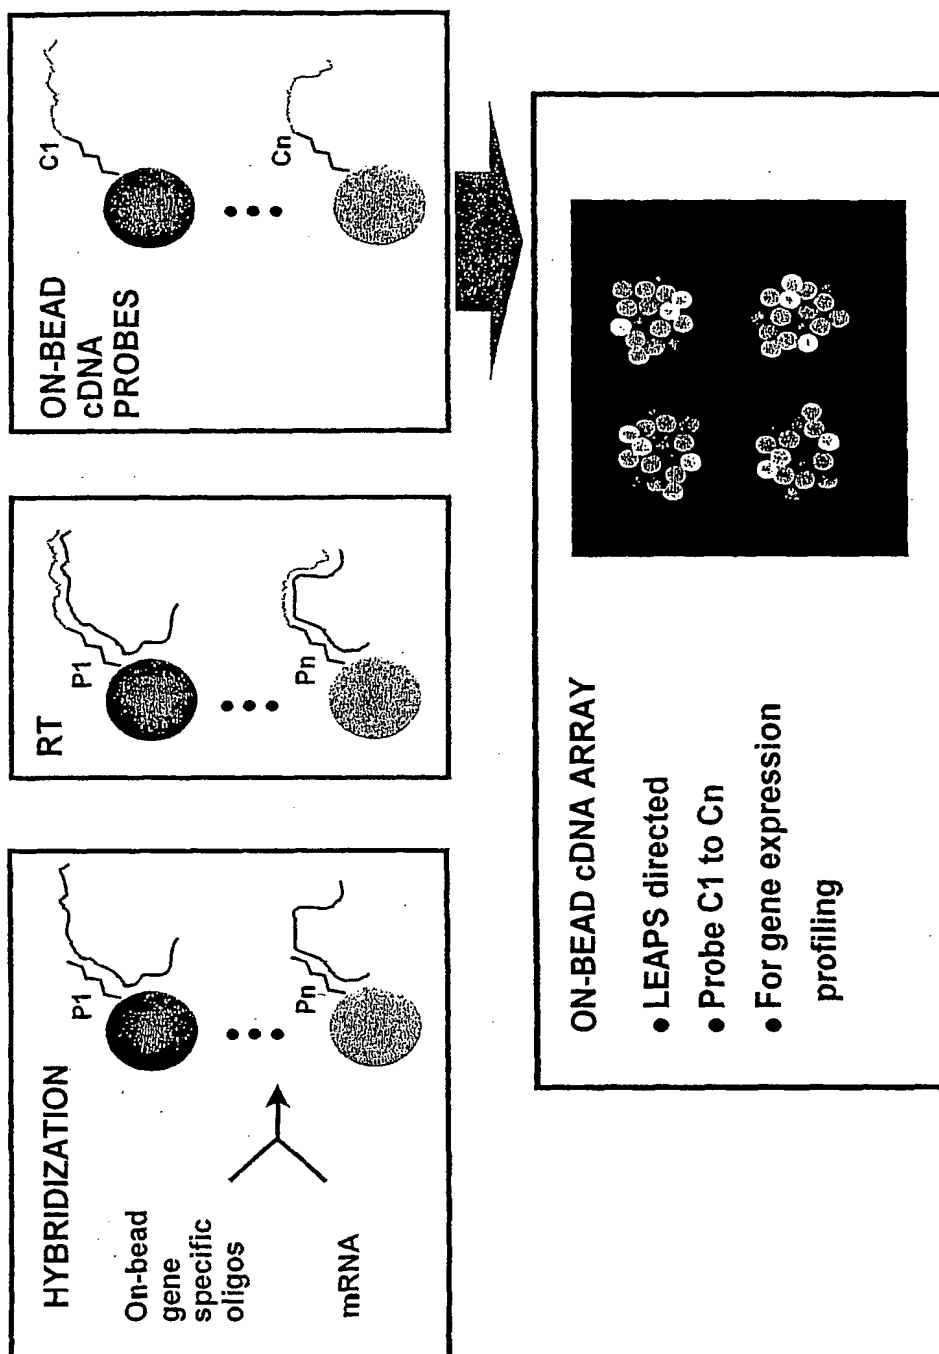 HYBRIDIZATION
On-bead
gene
specific
oligos
mRNA
P1
Pn
RT
P1
Pn
ON-BEAD
cDNA
PROBES
C1
Cn
ON-BEAD cDNA ARRAY
• LEAPS directed
• Probe C1 to Cn
• For gene expression
profiling